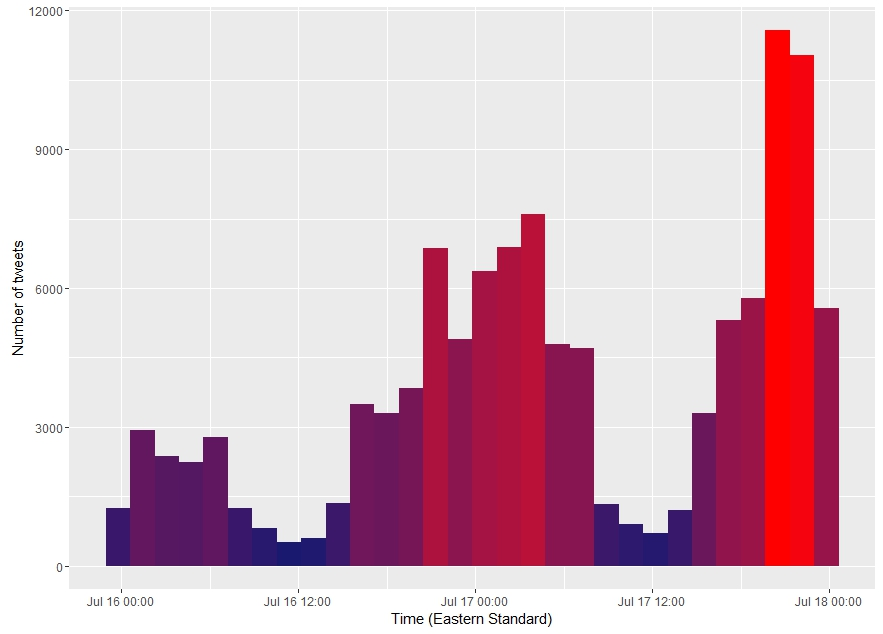 12000
9000
6000
3000
0
Number of tweets
Jul 16 00:00 Jul 16 12:00 Jul 17 00:00 Jul 17 12:00 Jul 18 00:00
Time (Eastern Standard)